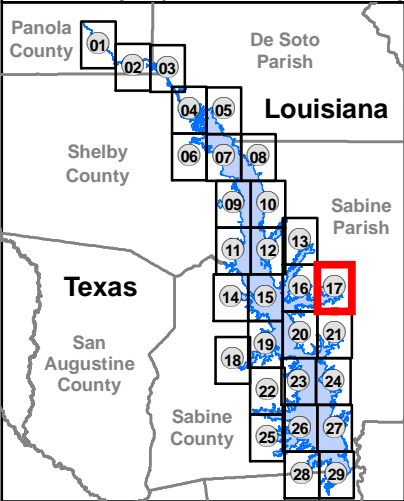 Panola
County
De Soto
Parish
01
02
03
Louisiana
04
05
Shelby
County
06
07
08
Sabine
Parish
09
10
13
11
12
Texas
14
15
16
17
San
Augustine
County
18
19
20
21
22
23
24
Sabine
County
25
26
27
28
29